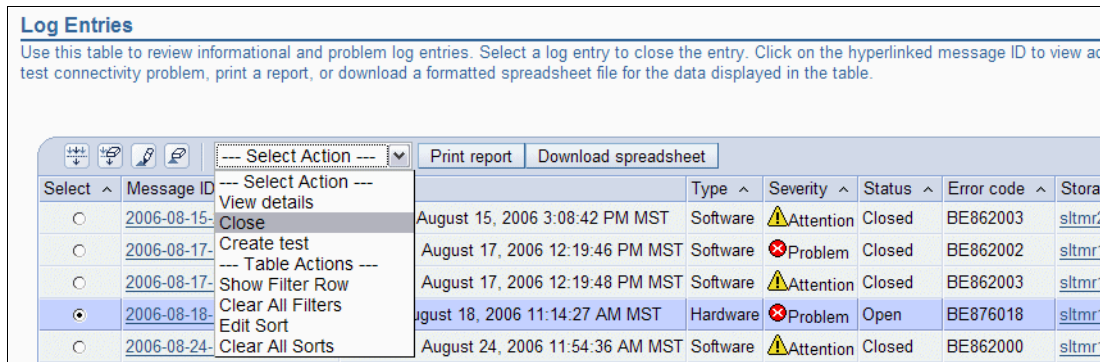 Log Entries
Use this table to review informational and problem log entries. Select a log entry to close the entry. Click on the hyperlinked message ID to view
test connectivity problem, print a report, or download a formatted spreadsheet file for the data displayed in the table.
--- Select Action --- Print report Download spreadsheet
Select Message ID Type Severity Status Error code
--- Select Action ---
View details
2006-08-15- Close August 15, 2006 3:08:42 PM MST Software Attention Closed BE862003
Create test
2006-08-17- August 17, 2006 12:19:46 PM MST Software Problem Closed BE862002
--- Table Actions ---
2006-08-17- Show Filter Row August 17, 2006 12:19:48 PM MST Software Attention Closed BE862003
Clear All Filters
2006-08-18- 18, 2006 11:14:27 AM MST Hardware Problem Open BE876018
Edit Sort
2006-08-24- Clear All Sorts August 24, 2006 11:54:36 AM MST Software Attention Closed BE862000